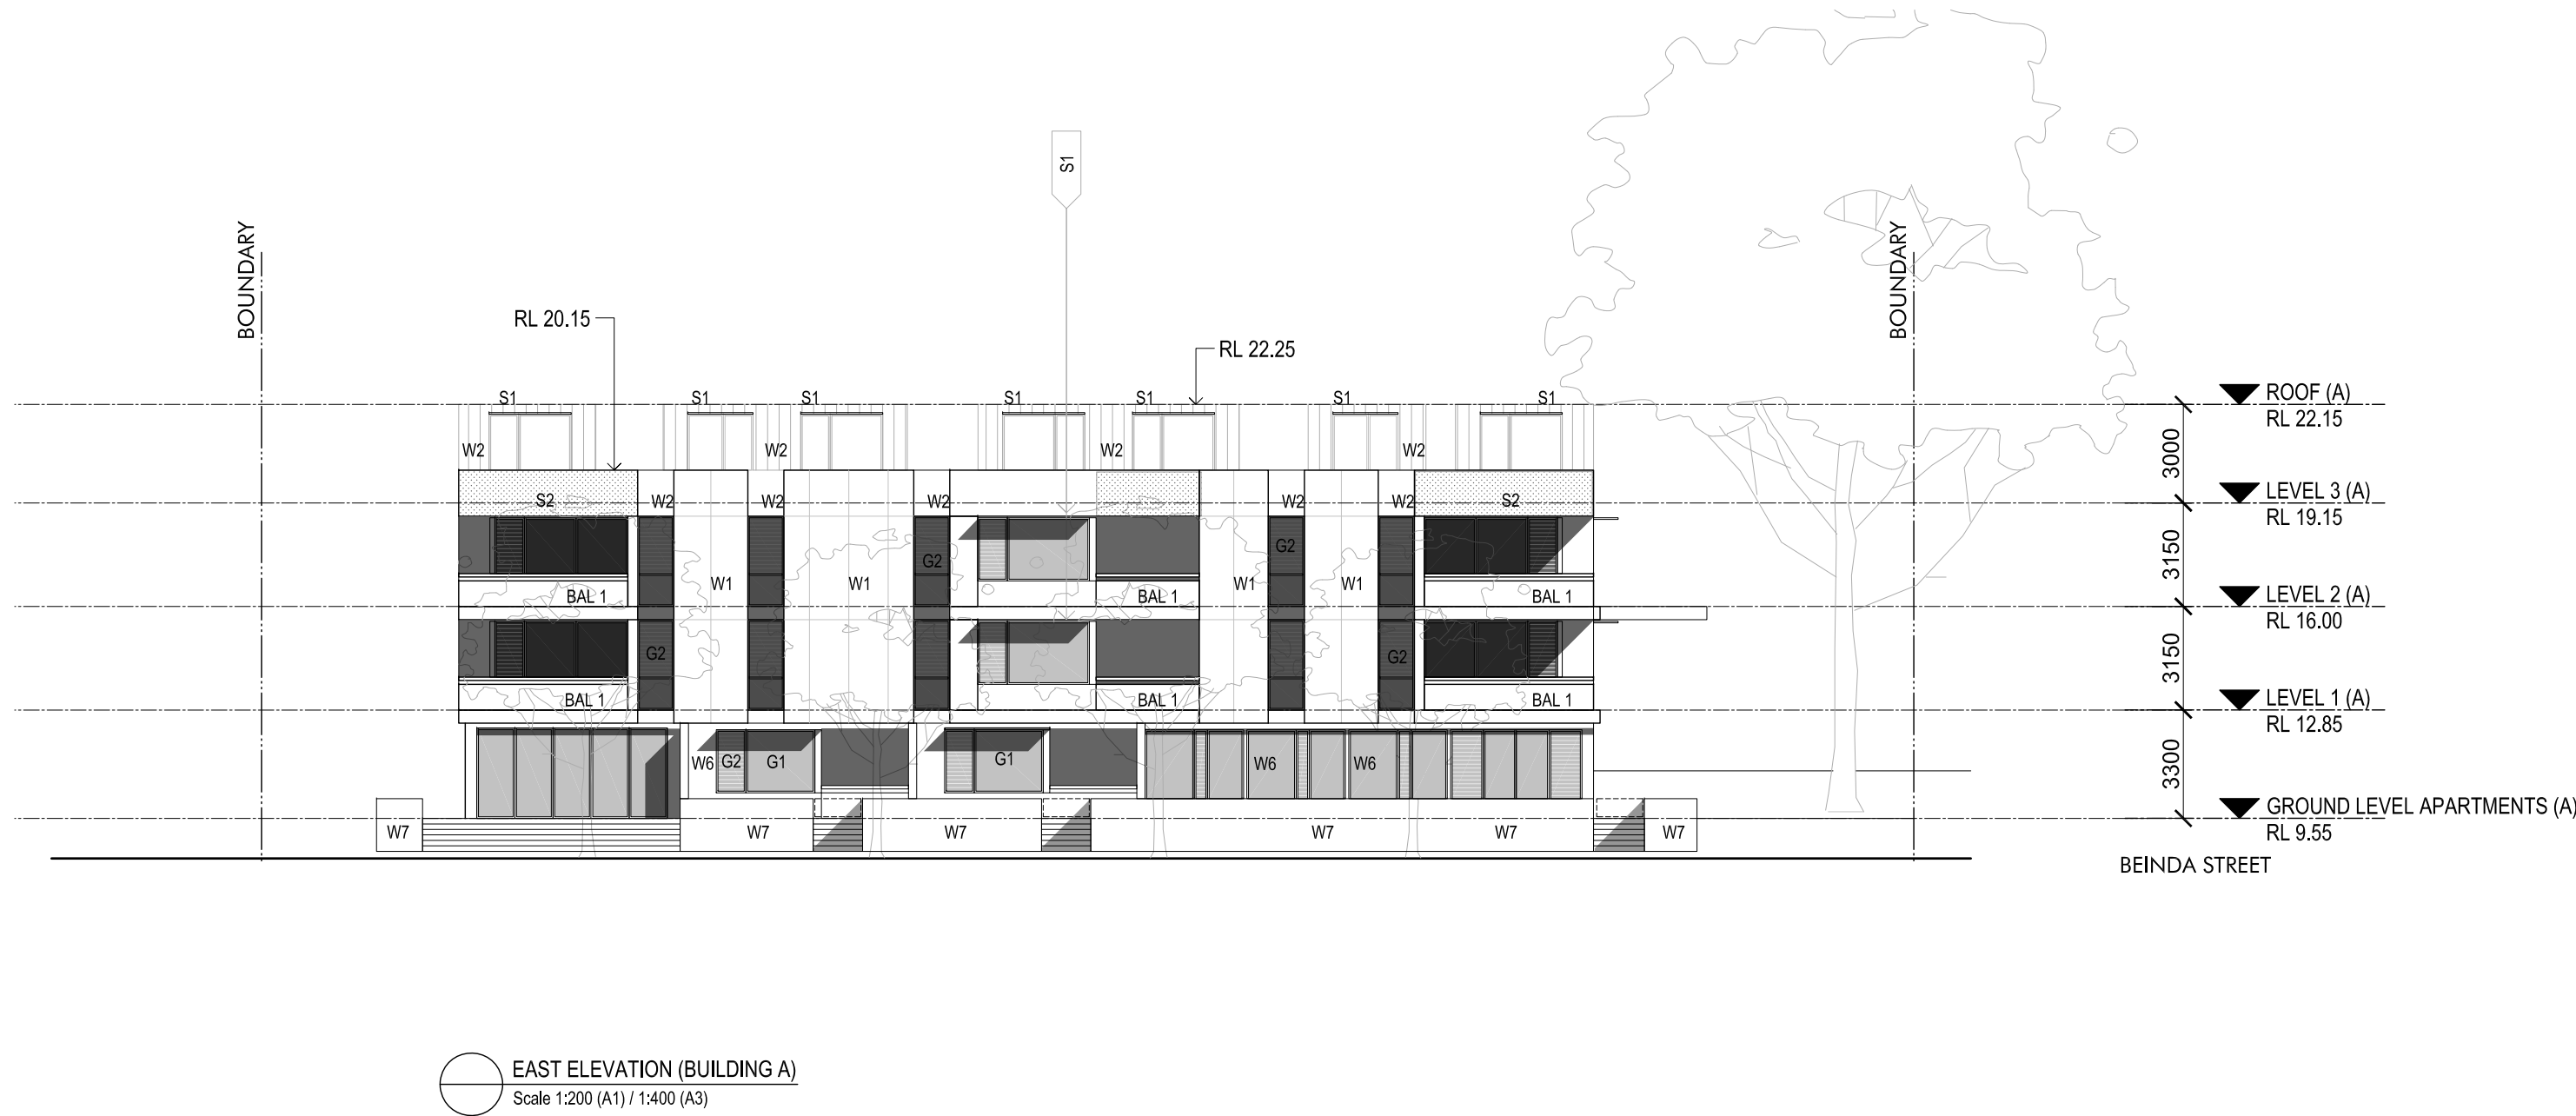 S1
BOUNDARY
BOUNDARY
RL 20.15
RL 22.25
S1
S1
S1
S1
S1
S1
S1
ROOF (A)
RL 22.15
W2
W2
W2
W2
3000
S2
W2
W2
W2
W2
W2
S2
LEVEL 3 (A)
RL 19.15
G2
G2
3150
W1
W1
W1
W1
BAL 1
BAL 1
BAL 1
LEVEL 2 (A)
RL 16.00
G2
G2
3150
BAL 1
BAL 1
BAL 1
LEVEL 1 (A)
RL 12.85
W6
G2
G1
G1
W6
W6
3300
GROUND LEVEL APARTMENTS (A)
RL 9.55
W7
W7
W7
W7
W7
W7
BEINDA STREET
EAST ELEVATION (BUILDING A)
Scale 1:200 (A1) / 1:400 (A3)